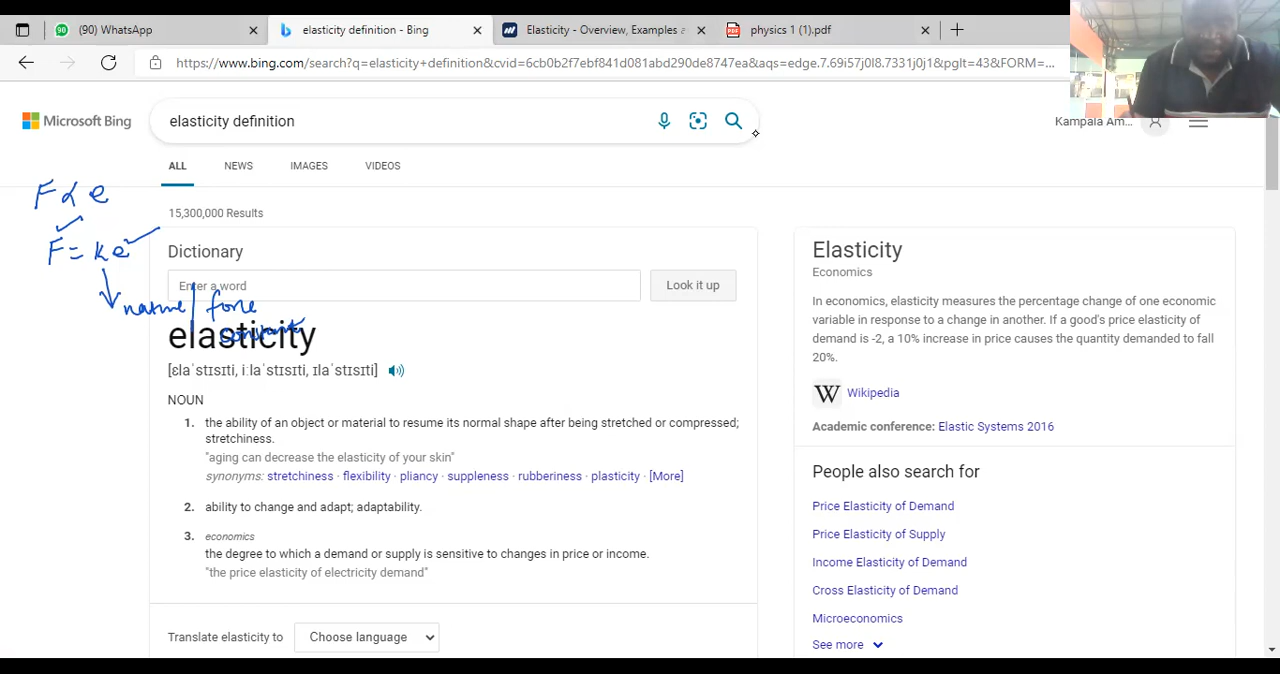 (90) WhatsApp
elasticity definition - Bing
Elasticity - Overview, Examples a
physics 1 (1).pdf
https://www.bing.com/search?q=elasticity+definition&cvid=6cb0b2f7ebf841d081abd290de8747ea&aqs=edge.7.69i57j0l8.7331j0j1&pglt=43&FORM=...
Microsoft Bing
elasticity definition
Kampala Am...
ALL NEWS IMAGES VIDEOS
F ∝ e
15,300,000 Results
F = ke
Dictionary
Enter a word
Look it up
force
constant
elasticity
[ɛlaˈstɪsɪti, iːlaˈstɪsɪti, ɪlaˈstɪsɪti]
NOUN
1. the ability of an object or material to resume its normal shape after being stretched or compressed;
stretchiness.
"aging can decrease the elasticity of your skin"
synonyms: stretchiness · flexibility · pliancy · suppleness · rubberiness · plasticity · [More]
2. ability to change and adapt; adaptability.
3. economics
the degree to which a demand or supply is sensitive to changes in price or income.
"the price elasticity of electricity demand"
Translate elasticity to Choose language
Elasticity
Economics
In economics, elasticity measures the percentage change of one economic
variable in response to a change in another. If a good's price elasticity of
demand is -2, a 10% increase in price causes the quantity demanded to fall
20%.
W Wikipedia
Academic conference: Elastic Systems 2016
People also search for
Price Elasticity of Demand
Price Elasticity of Supply
Income Elasticity of Demand
Cross Elasticity of Demand
Microeconomics
See more